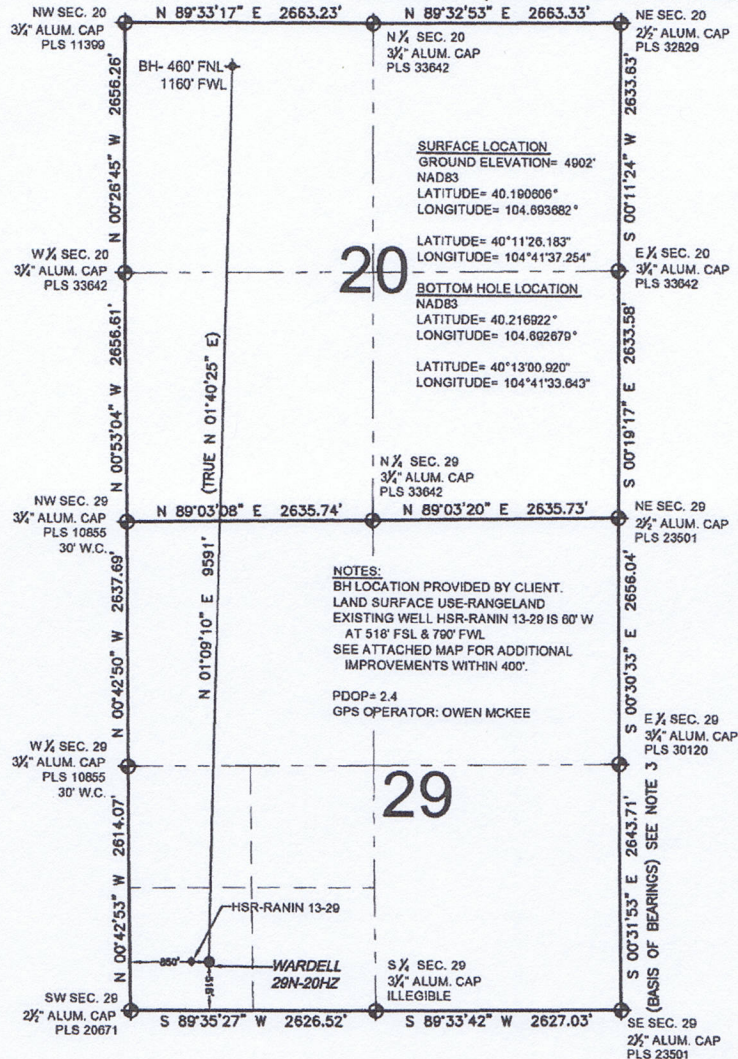 NW SEC. 20
3¼" ALUM. CAP
PLS 11399
N 89°33'17" E 2663.23'
N 89°32'53" E 2663.33'
NE SEC. 20
2½" ALUM. CAP
PLS 32829
N ¼ SEC. 20
3¼" ALUM. CAP
PLS 33642
BH- 460' FNL
1160' FWL
N 00°26'45" W 2656.26'
S 00°11'24" W 2633.63'
SURFACE LOCATION
GROUND ELEVATION= 4902'
NAD83
LATITUDE= 40.190606°
LONGITUDE= 104.693682°
LATITUDE= 40°11'26.183"
LONGITUDE= 104°41'37.254"
W ¼ SEC. 20
3¼" ALUM. CAP
PLS 33642
20
E ¼ SEC. 20
3¼" ALUM. CAP
PLS 33642
BOTTOM HOLE LOCATION
NAD83
LATITUDE= 40.216922°
LONGITUDE= 104.692679°
LATITUDE= 40°13'00.920"
LONGITUDE= 104°41'33.643"
N 00°53'04" W 2656.61'
(TRUE N 01°40'25" E)
S 00°19'17" E 2633.58'
N ¼ SEC. 29
3¼" ALUM. CAP
PLS 33642
NW SEC. 29
3¼" ALUM. CAP
PLS 10855
30' W.C.
N 89°03'08" E 2635.74'
N 89°03'20" E 2635.73'
NE SEC. 29
2½" ALUM. CAP
PLS 23501
NOTES:
BH LOCATION PROVIDED BY CLIENT.
LAND SURFACE USE-RANGELAND
EXISTING WELL HSR-RANIN 13-29 IS 60' W
AT 518' FSL & 790' FWL
SEE ATTACHED MAP FOR ADDITIONAL
IMPROVEMENTS WITHIN 400'.
PDOP= 2.4
GPS OPERATOR: OWEN MCKEE
N 00°42'50" W 2637.69'
N 01°09'10" E 9591'
S 00°30'33" E 2656.04'
W ¼ SEC. 29
3¼" ALUM. CAP
PLS 10855
30' W.C.
29
E ¼ SEC. 29
3¼" ALUM. CAP
PLS 30120
N 00°42'53" W 2614.07'
S 00°31'53" E 2643.71'
(BASIS OF BEARINGS) SEE NOTE 3
HSR-RANIN 13-29
850'
518'
WARDELL
29N-20HZ
SW SEC. 29
2½" ALUM. CAP
PLS 20671
S 89°35'27" W 2626.52'
S ¼ SEC. 29
3¼" ALUM. CAP
ILLEGIBLE
S 89°33'42" W 2627.03'
SE SEC. 29
2½" ALUM. CAP
PLS 23501